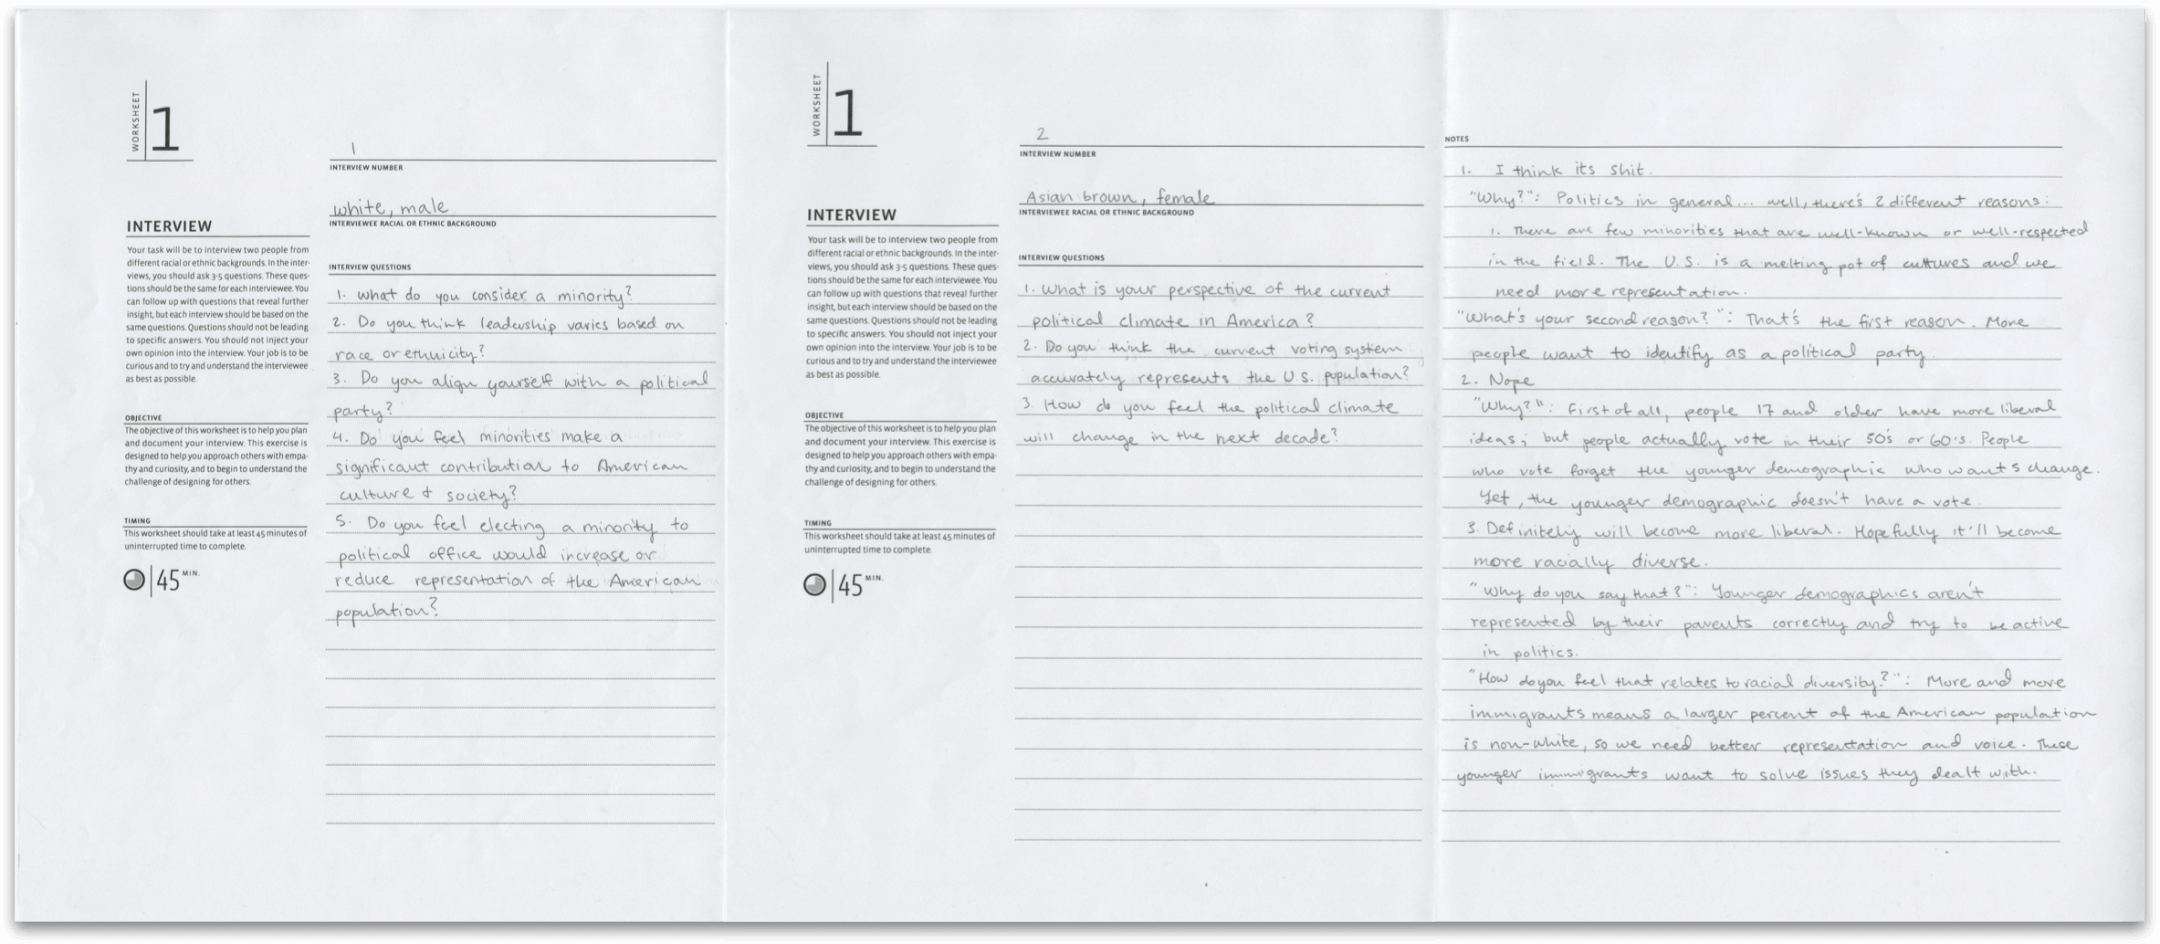 WORKSHEET
1
INTERVIEW
Your task will be to interview two people from
different racial or ethnic backgrounds. In the inter-
views, you should ask 3-5 questions. These ques-
tions should be the same for each interviewee. You
can follow up with questions that reveal further
insight, but each interview should be based on the
same questions. Questions should not be leading
to specific answers. You should not inject your
own opinion into the interview. Your job is to be
curious and to try and understand the interviewee
as best as possible.
OBJECTIVE
The objective of this worksheet is to help you plan
and document your interview. This exercise is
designed to help you approach others with empa-
thy and curiosity, and to begin to understand the
challenge of designing for others.
TIMING
This worksheet should take at least 45 minutes of
uninterrupted time to complete.
45 MIN.
1
INTERVIEW NUMBER
white, male
INTERVIEWEE RACIAL OR ETHNIC BACKGROUND
INTERVIEW QUESTIONS
1. What do you consider a minority?
2. Do you think leadership varies based on
race or ethnicity?
3. Do you align yourself with a political
party?
4. Do you feel minorities make a
significant contribution to American
culture & society?
5. Do you feel electing a minority to
political office would increase or
reduce representation of the American
population?
WORKSHEET
1
INTERVIEW
Your task will be to interview two people from
different racial or ethnic backgrounds. In the inter-
views, you should ask 3-5 questions. These ques-
tions should be the same for each interviewee. You
can follow up with questions that reveal further
insight, but each interview should be based on the
same questions. Questions should not be leading
to specific answers. You should not inject your
own opinion into the interview. Your job is to be
curious and to try and understand the interviewee
as best as possible.
OBJECTIVE
The objective of this worksheet is to help you plan
and document your interview. This exercise is
designed to help you approach others with empa-
thy and curiosity, and to begin to understand the
challenge of designing for others.
TIMING
This worksheet should take at least 45 minutes of
uninterrupted time to complete.
45 MIN.
2
INTERVIEW NUMBER
Asian brown, female
INTERVIEWEE RACIAL OR ETHNIC BACKGROUND
INTERVIEW QUESTIONS
1. What is your perspective of the current
political climate in America?
2. Do you think the current voting system
accurately represents the U.S. population?
3. How do you feel the political climate
will change in the next decade?
NOTES
1. I think its shit.
"Why?": Politics in general... well, there's 2 different reasons:
1. There are few minorities that are well-known or well-respected
in the field. The U.S. is a melting pot of cultures and we
need more representation.
"What's your second reason?": That's the first reason. More
people want to identify as a political party.
2. Nope
"Why?": First of all, people 17 and older have more liberal
ideas; but people actually vote in their 50's or 60's. People
who vote forget the younger demographic who wants change.
Yet, the younger demographic doesn't have a vote.
3. Definitely will become more liberal. Hopefully it'll become
more racially diverse.
"Why do you say that?": Younger demographics aren't
represented by their parents correctly and try to be active
in politics.
"How do you feel that relates to racial diversity?": More and more
immigrants means a larger percent of the American population
is non-white, so we need better representation and voice. These
younger immigrants want to solve issues they dealt with.